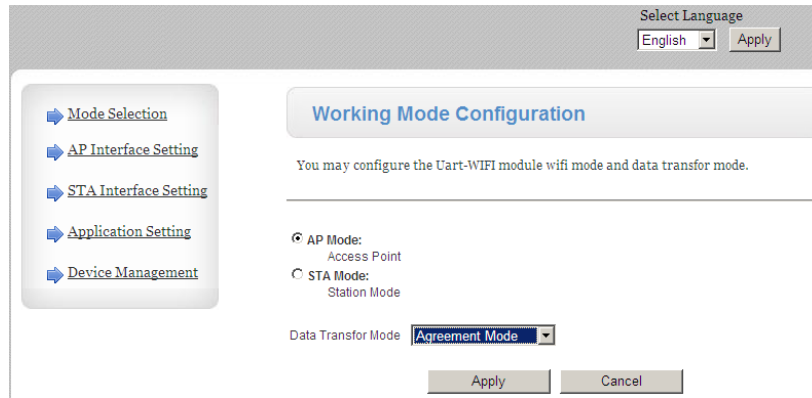 Select Language
English
Apply
Mode Selection
AP Interface Setting
STA Interface Setting
Application Setting
Device Management
Working Mode Configuration
You may configure the Uart-WIFI module wifi mode and data transfor mode.
AP Mode:
Access Point
STA Mode:
Station Mode
Data Transfor Mode Agreement Mode
Apply Cancel